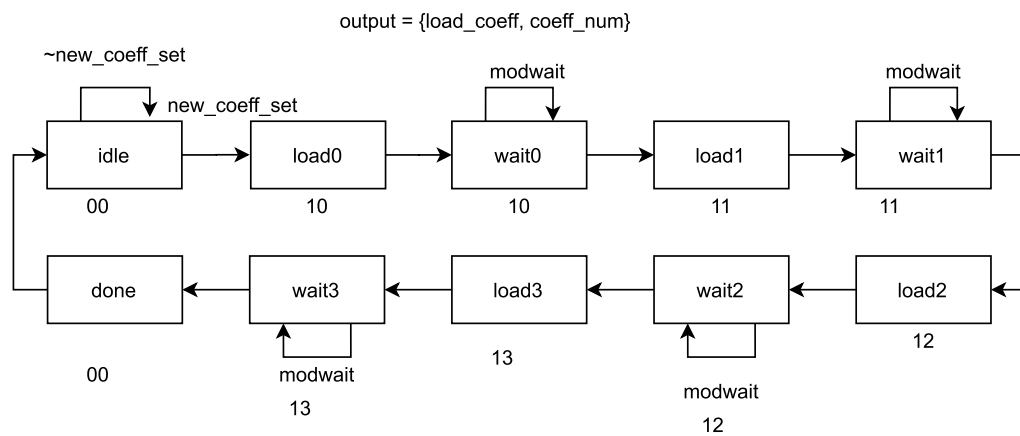 output = {load_coeff, coeff_num}
~new_coeff_set
modwait
modwait
new_coeff_set
idle
load0
wait0
load1
wait1
00
10
10
11
11
done
wait3
load3
wait2
load2
12
13
00
modwait
modwait
13
12